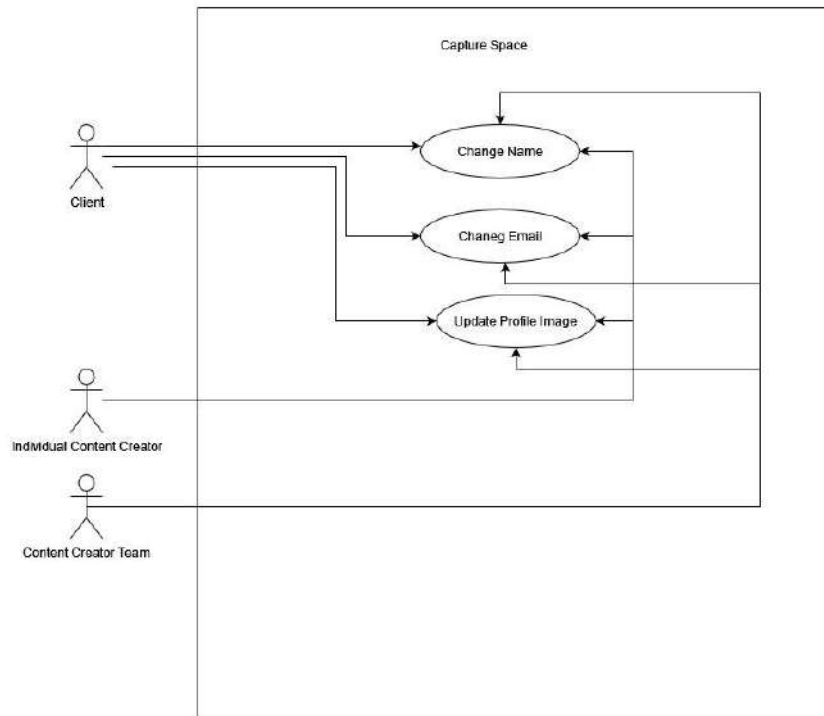 Capture Space
Change Name
Client
Chaneg Email
Update Profile Image
Individual Content Creator
Content Creator Team